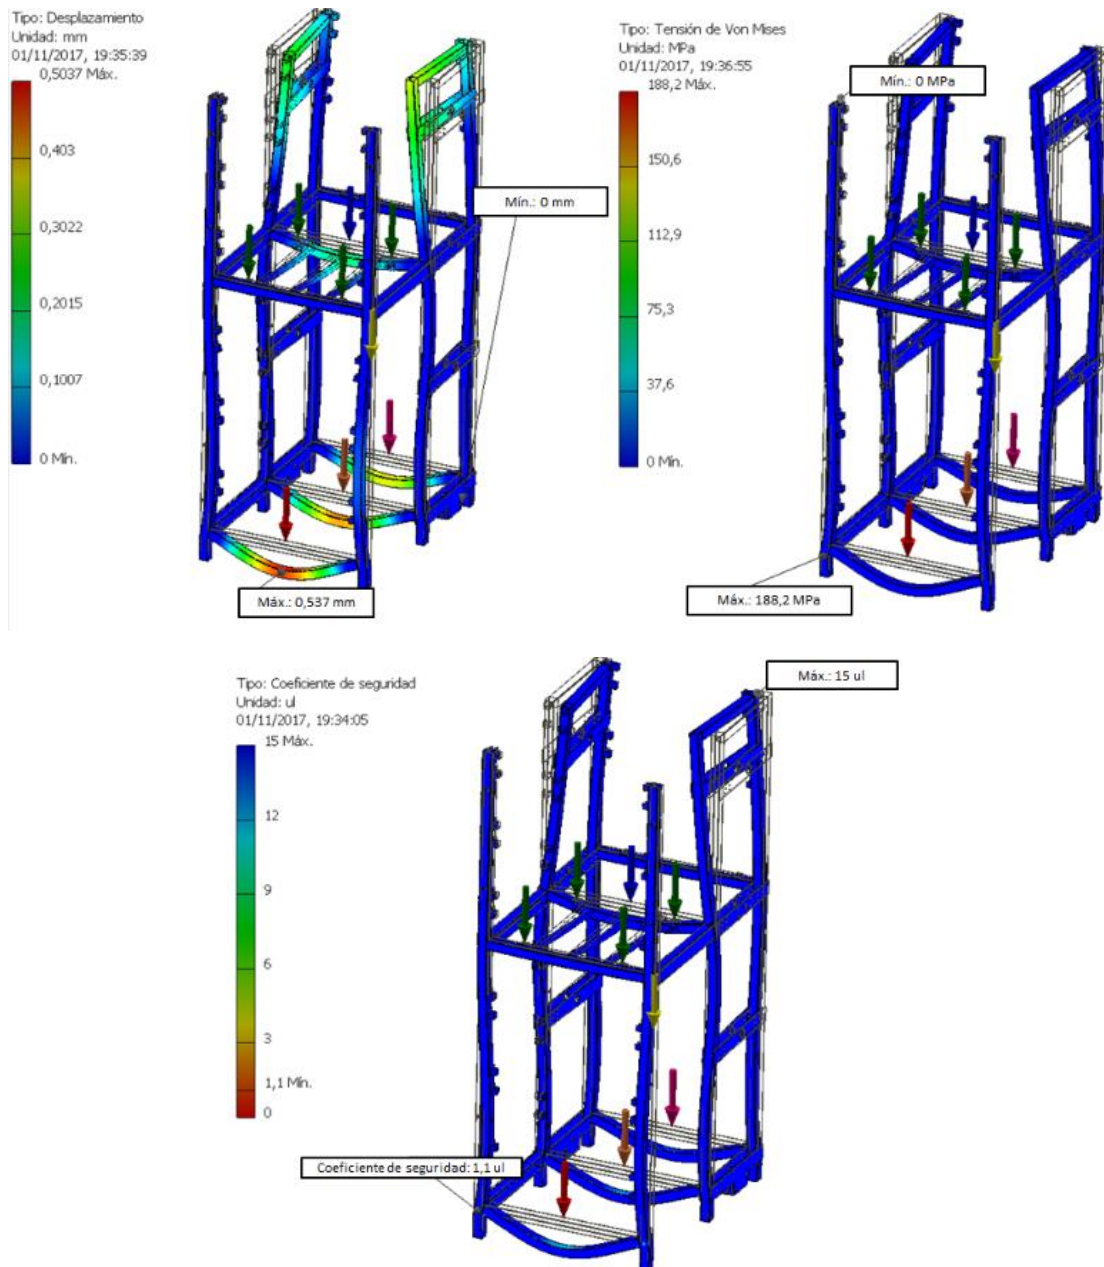 Tipo: Desplazamiento
Unidad: mm
01/11/2017, 19:35:39
0,5037 Máx.
0,403
0,3022
0,2015
0,1007
0 Mín.
Mín.: 0 mm
Máx.: 0,537 mm
Tipo: Tensión de Von Mises
Unidad: MPa
01/11/2017, 19:36:55
188,2 Máx.
150,6
112,9
75,3
37,6
0 Mín.
Mín.: 0 MPa
Máx.: 188,2 MPa
Tipo: Coeficiente de seguridad
Unidad: ul
01/11/2017, 19:34:05
15 Máx.
12
9
6
3
1,1 Mín.
0
Máx.: 15 ul
Coeficiente de seguridad: 1,1 ul